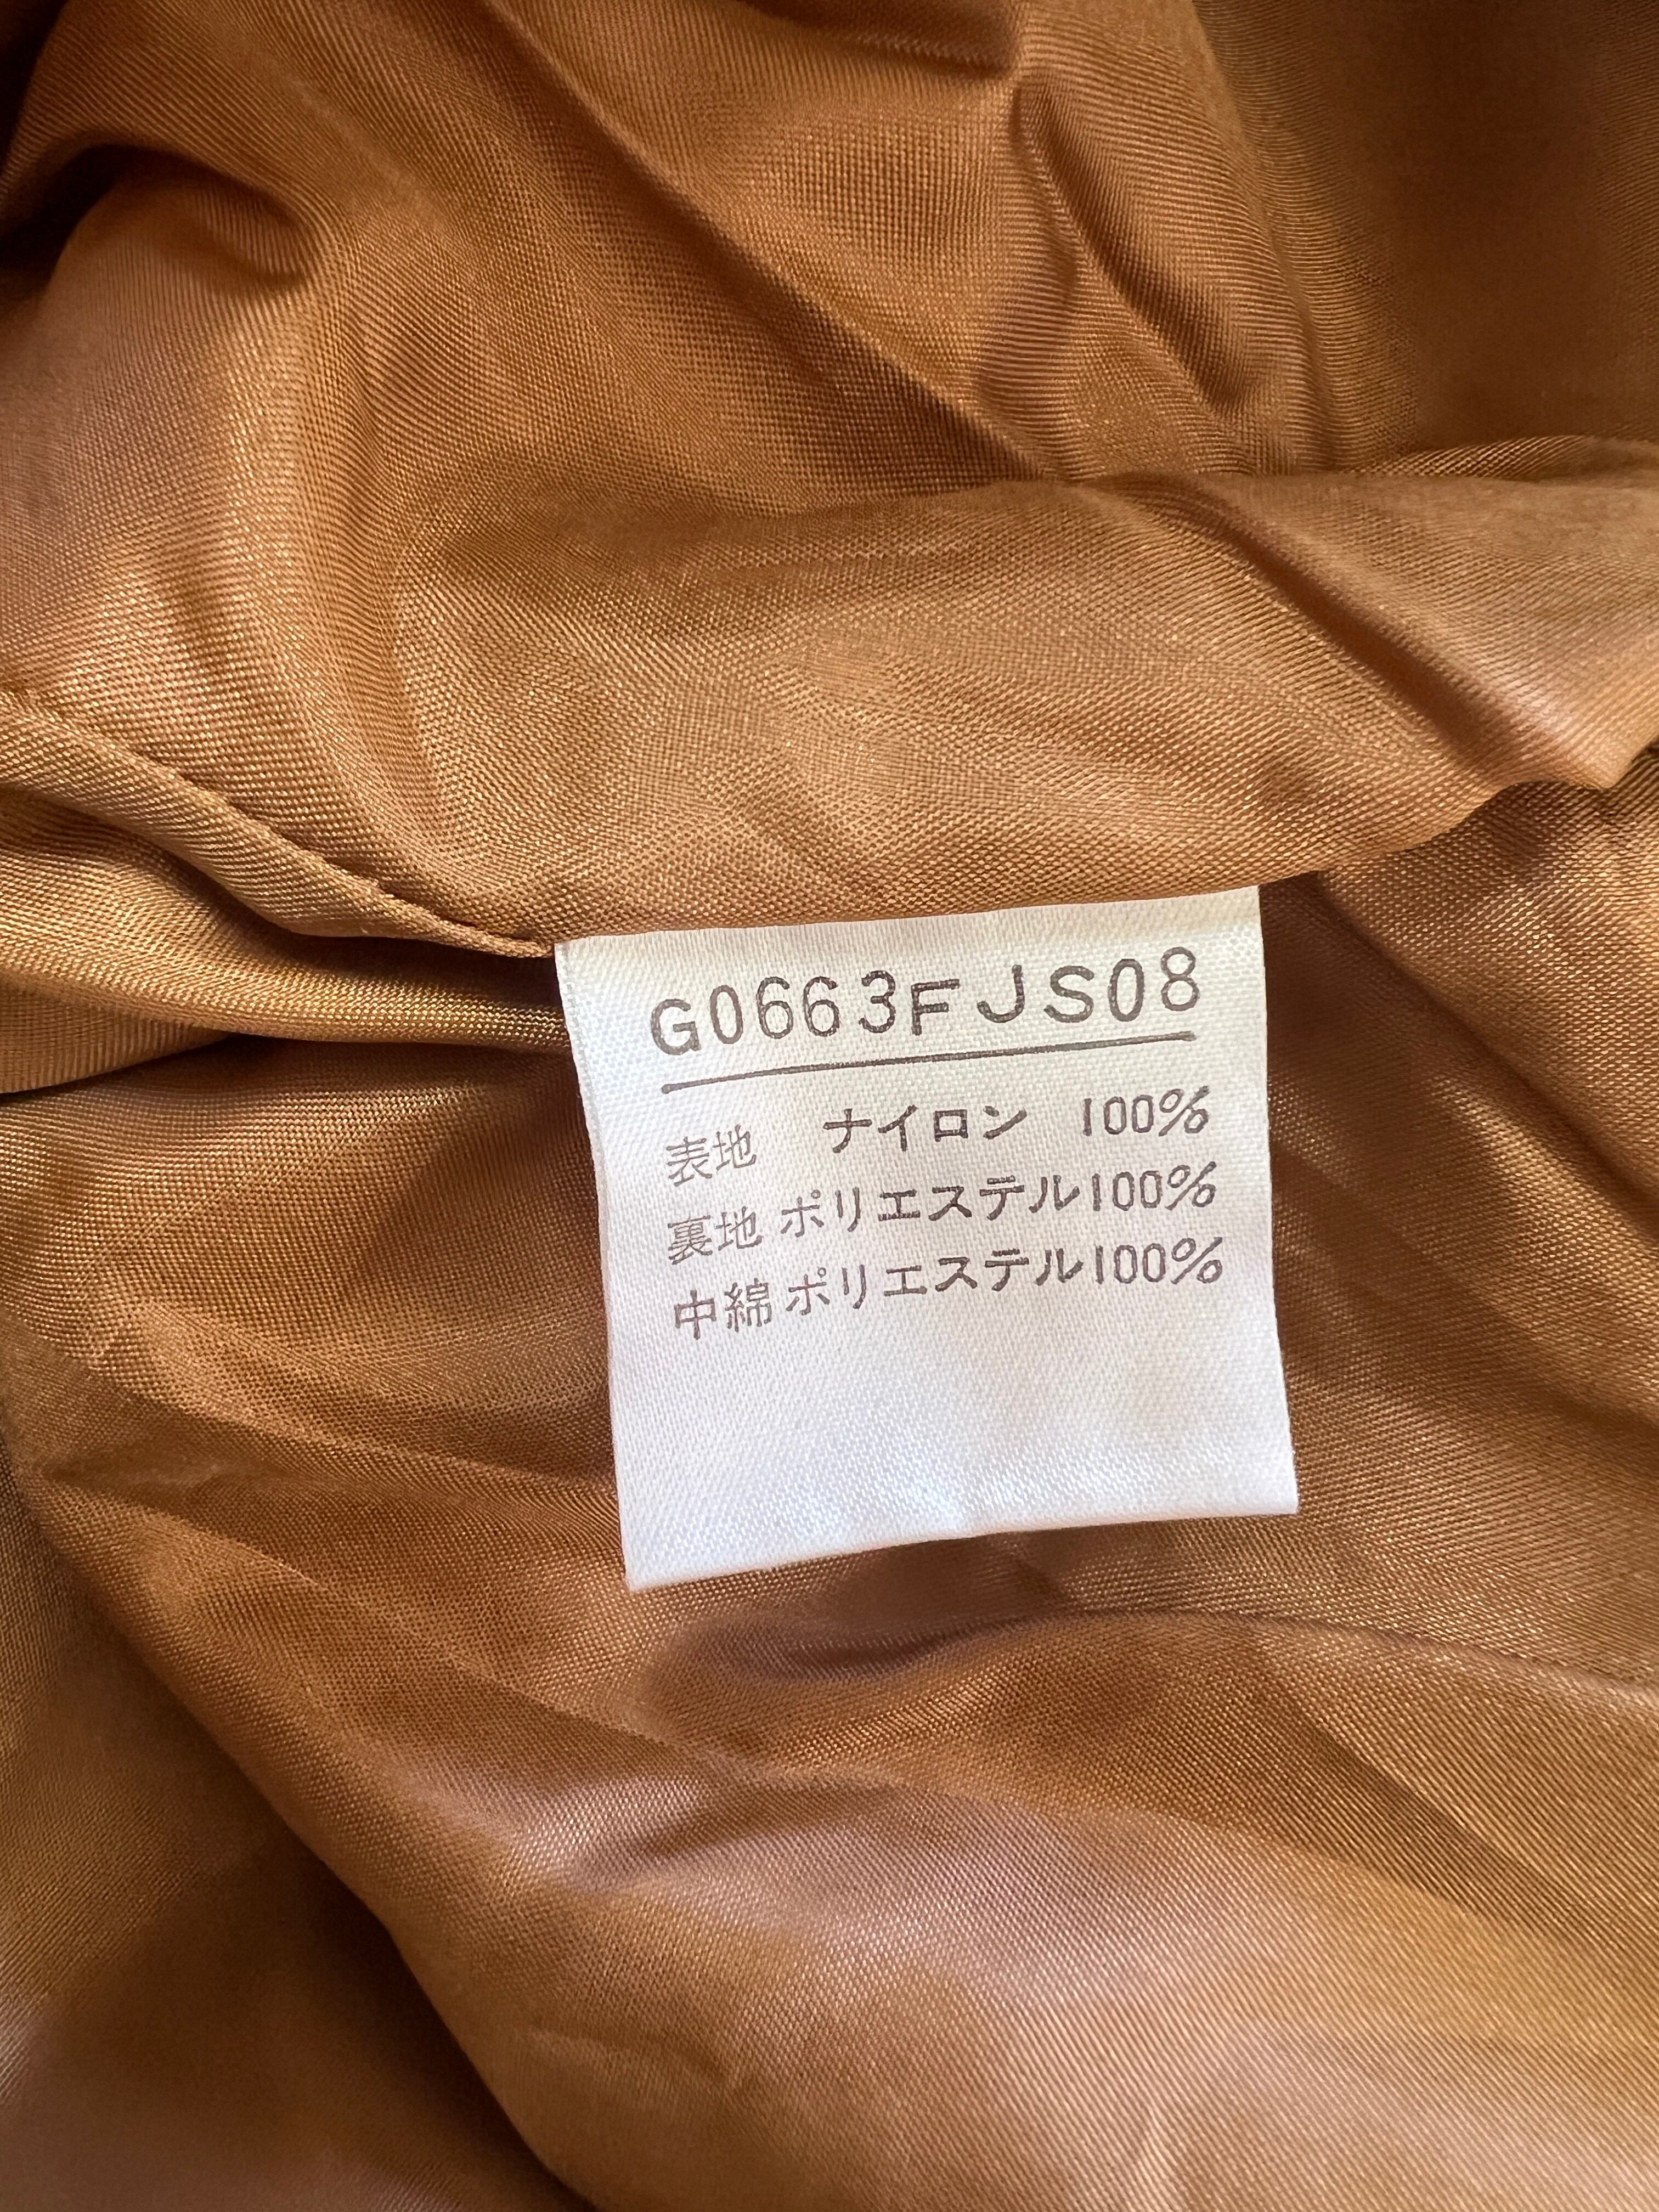 G0663FJS08
表地 ナイロン 100%
裏地 ポリエステル100%
中綿 ポリエステル100%